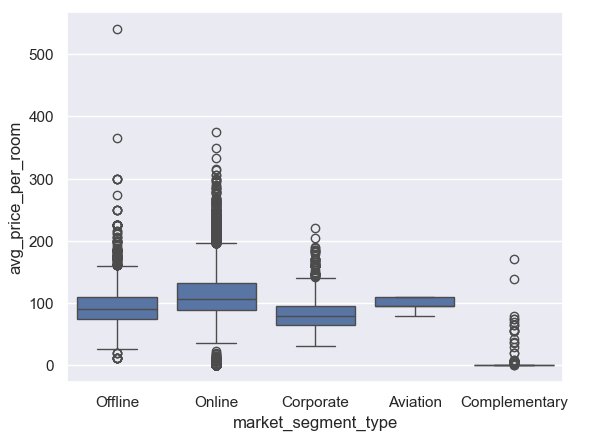 avg_price_per_room
500
400
300
200
100
0
Offline Online Corporate Aviation Complementary
market_segment_type